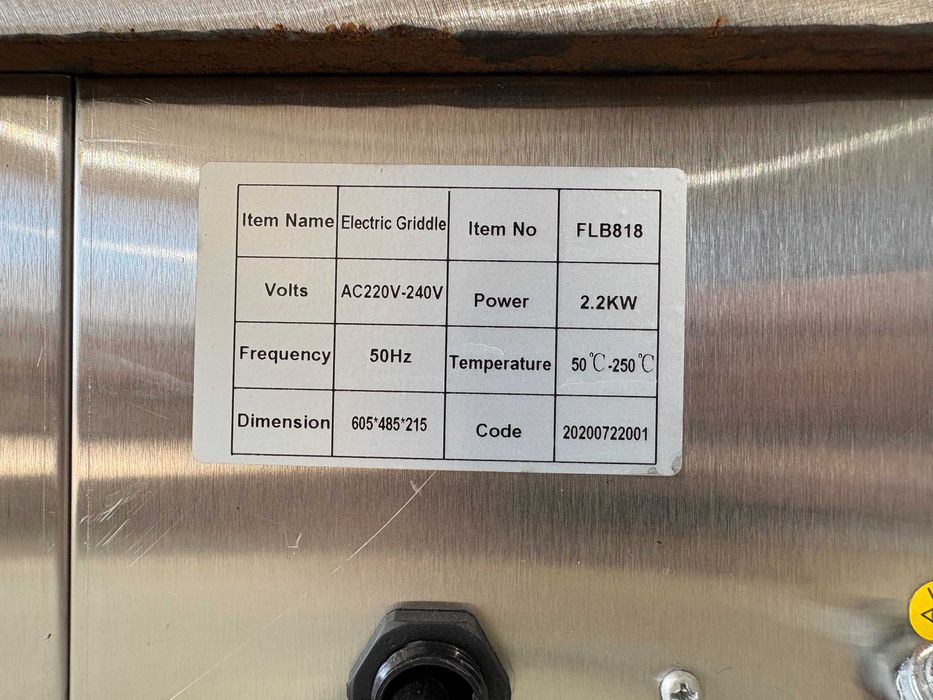 Item Name Electric Griddle Item No FLB818
Volts AC220V-240V Power 2.2KW
Frequency 50Hz Temperature 50℃-250℃
Dimension 605*485*215 Code 20200722001